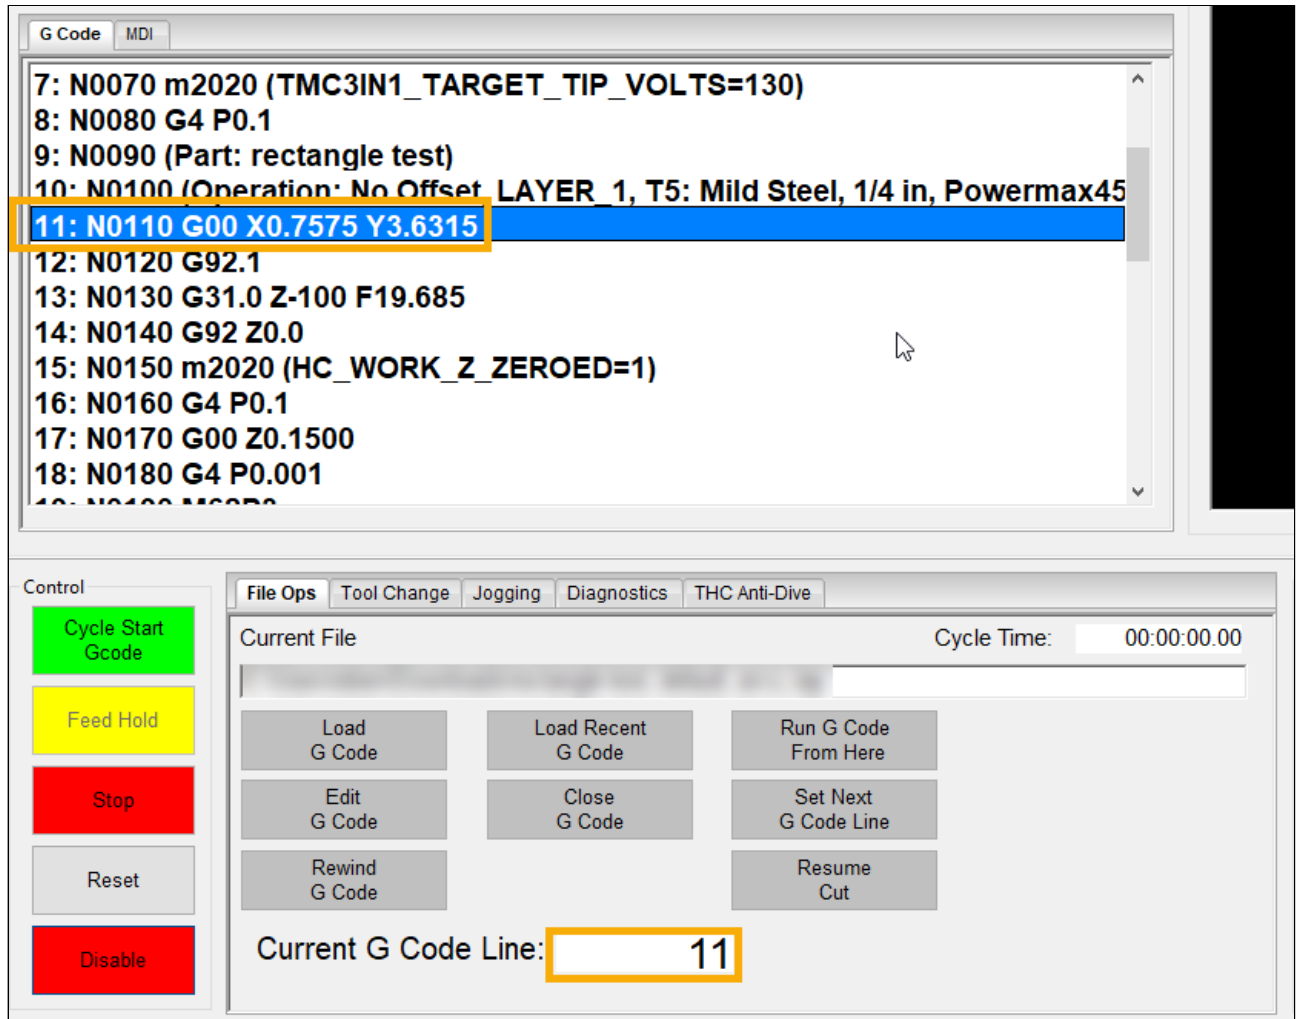 G Code MDI
7: N0070 m2020 (TMC3IN1_TARGET_TIP_VOLTS=130)
8: N0080 G4 P0.1
9: N0090 (Part: rectangle test)
10: N0100 (Operation: No Offset, LAYER_1, T5: Mild Steel, 1/4 in, Powermax45
11: N0110 G00 X0.7575 Y3.6315
12: N0120 G92.1
13: N0130 G31.0 Z-100 F19.685
14: N0140 G92 Z0.0
15: N0150 m2020 (HC_WORK_Z_ZEROED=1)
16: N0160 G4 P0.1
17: N0170 G00 Z0.1500
18: N0180 G4 P0.001
Control
Cycle Start
Gcode
Feed Hold
Stop
Reset
Disable
File Ops Tool Change Jogging Diagnostics THC Anti-Dive
Current File Cycle Time: 00:00:00.00
Load
G Code
Load Recent
G Code
Run G Code
From Here
Edit
G Code
Close
G Code
Set Next
G Code Line
Rewind
G Code
Resume
Cut
Current G Code Line: 11